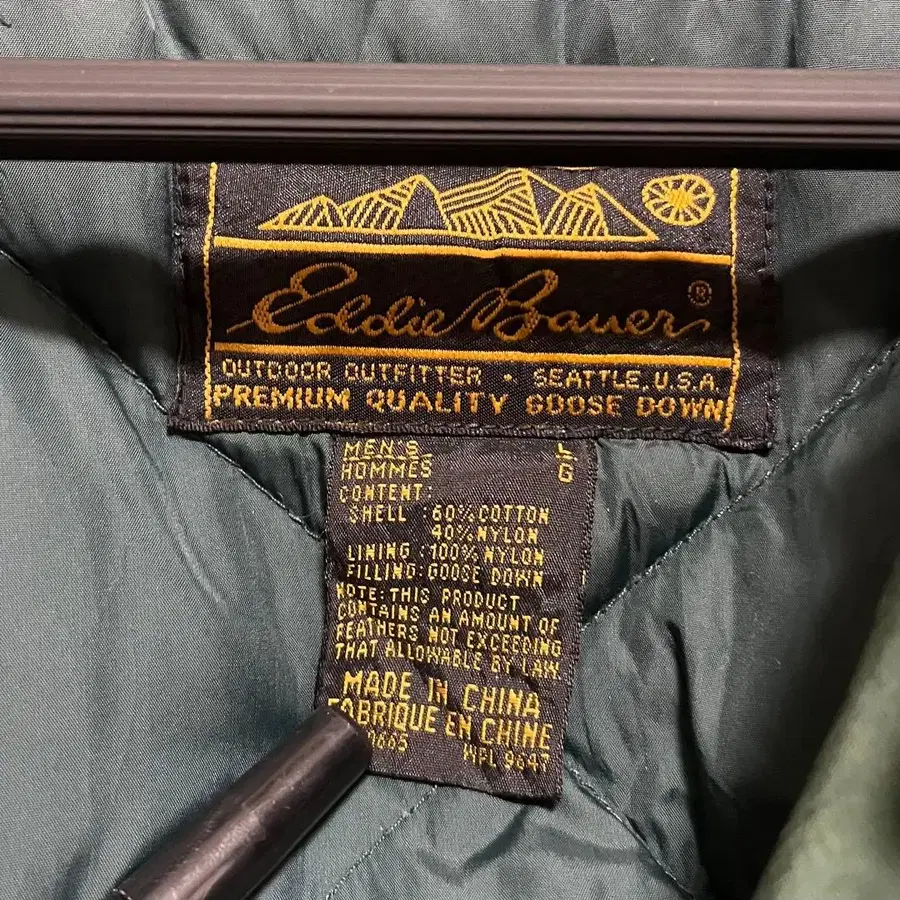 Eddie Bauer®
OUTDOOR OUTFITTER · SEATTLE, U.S.A.
PREMIUM QUALITY GOOSE DOWN
MEN'S L
HOMMES G
CONTENT:
SHELL : 60% COTTON
40% NYLON
LINING : 100% NYLON
FILLING: GOOSE DOWN
NOTE: THIS PRODUCT
CONTAINS AN AMOUNT OF
FEATHERS NOT EXCEEDING
THAT ALLOWABLE BY LAW.
MADE IN CHINA
FABRIQUE EN CHINE
WPL 9647